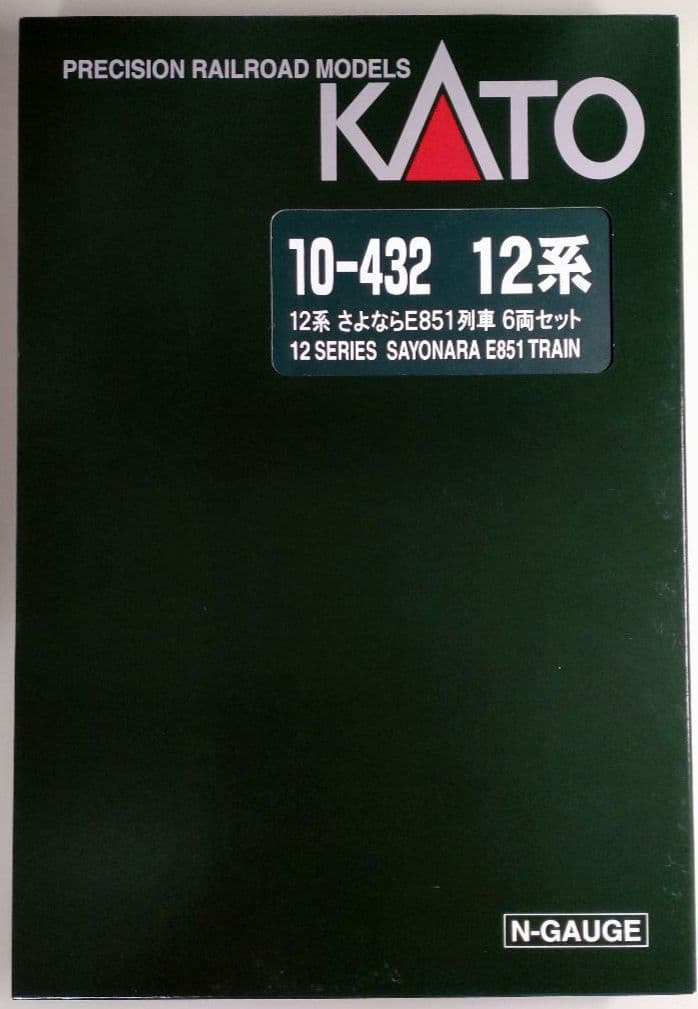 PRECISION RAILROAD MODELS
KATO
10-432 12系
12系 さよならE851列車 6両セット
12 SERIES SAYONARA E851 TRAIN
N-GAUGE